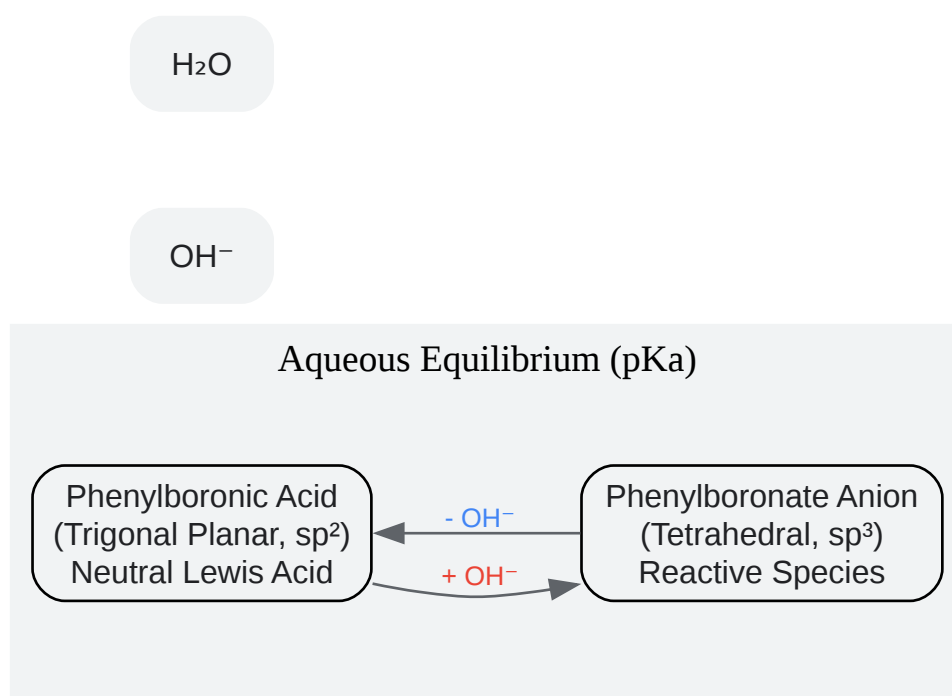 H₂O
OH⁻
Aqueous Equilibrium (pKa)
Phenylboronic Acid
(Trigonal Planar, sp²)
Neutral Lewis Acid
- OH⁻
+ OH⁻
Phenylboronate Anion
(Tetrahedral, sp³)
Reactive Species